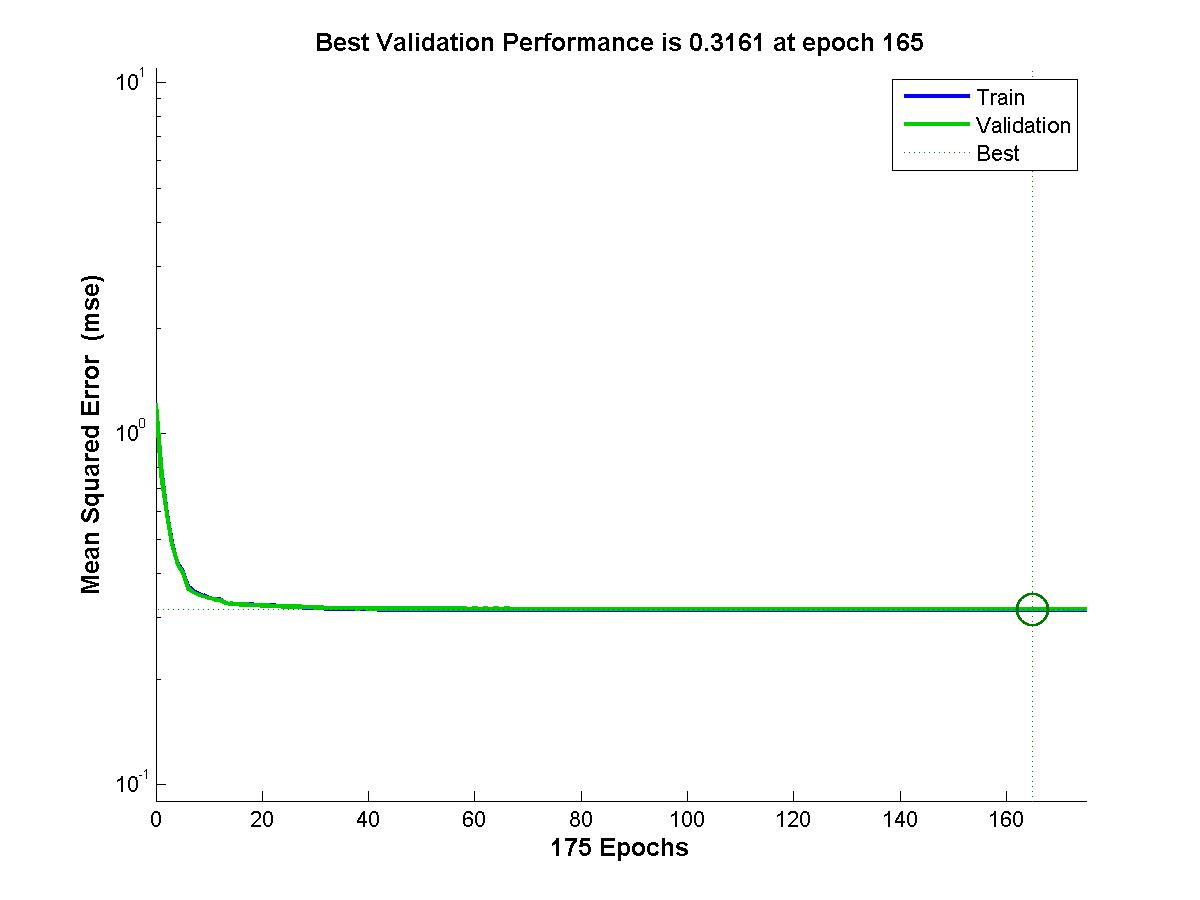 Best Validation Performance is 0.3161 at epoch 165
Train
Validation
Best
Mean Squared Error (mse)
10^1
10^0
10^-1
0 20 40 60 80 100 120 140 160
175 Epochs